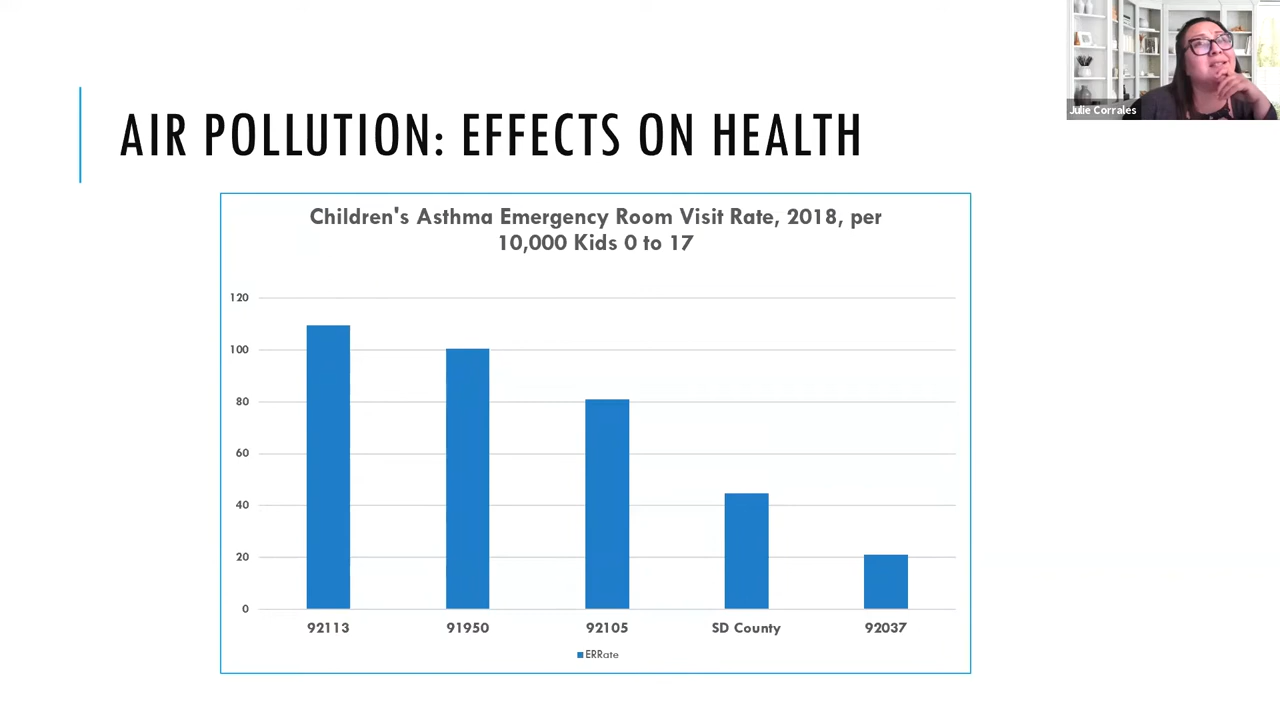 Julie Corrales
AIR POLLUTION: EFFECTS ON HEALTH
Children's Asthma Emergency Room Visit Rate, 2018, per
10,000 Kids 0 to 17
120
100
80
60
40
20
0
92113 91950 92105 SD County 92037
ERRate